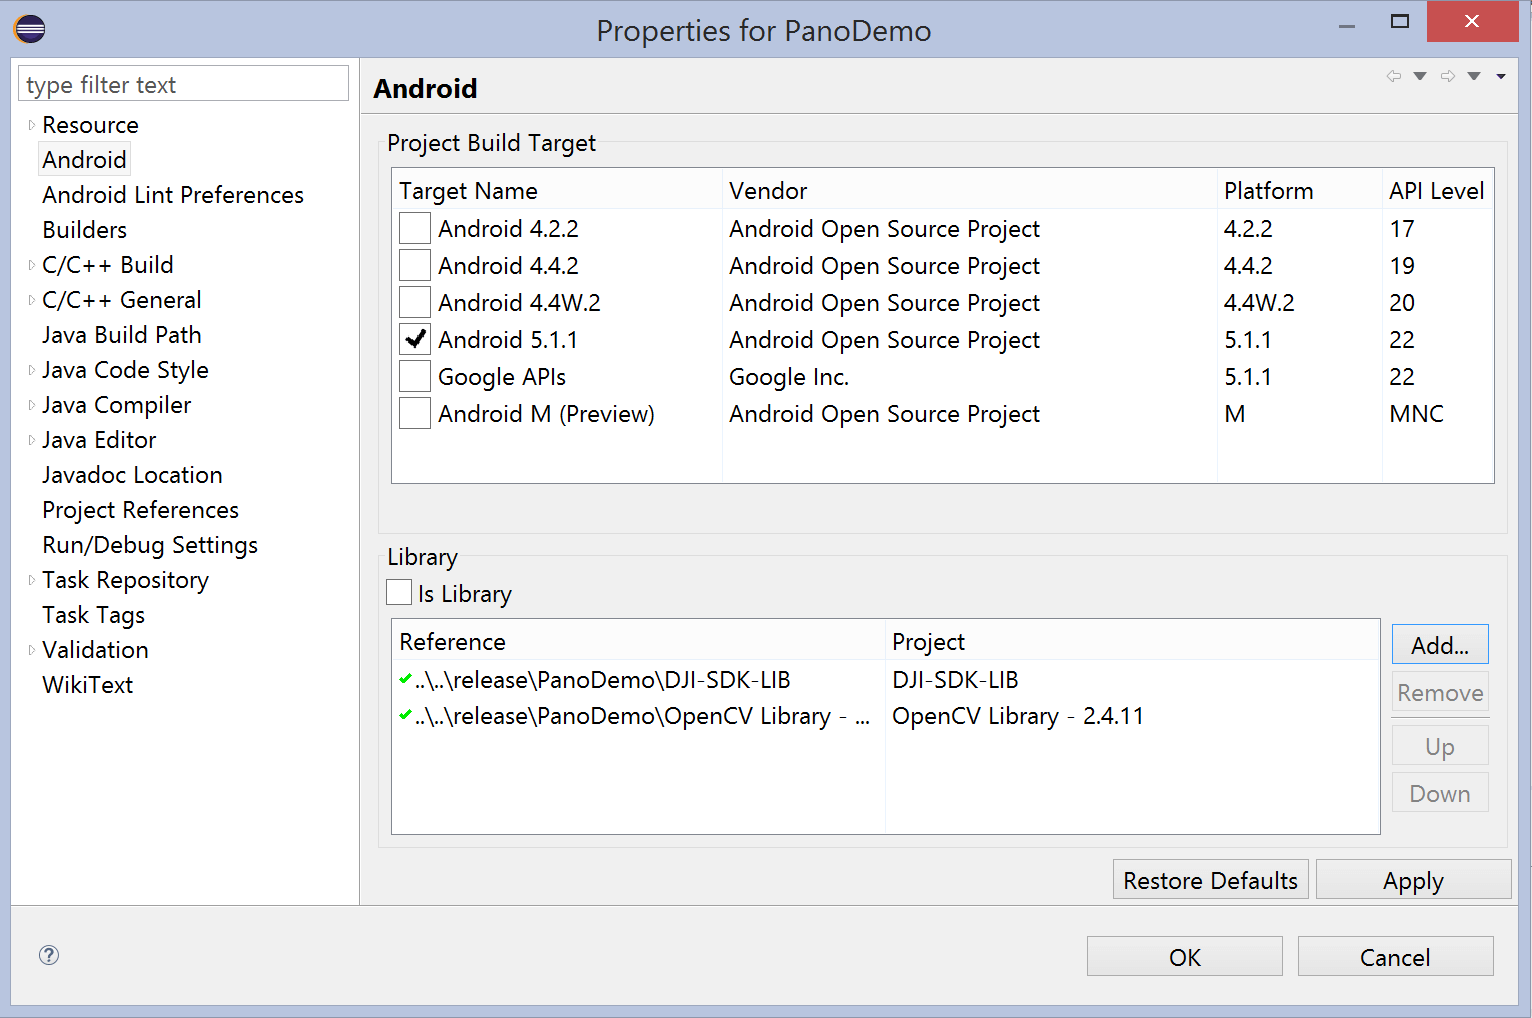 Properties for PanoDemo
type filter text
Resource
Android
Android Lint Preferences
Builders
C/C++ Build
C/C++ General
Java Build Path
Java Code Style
Java Compiler
Java Editor
Javadoc Location
Project References
Run/Debug Settings
Task Repository
Task Tags
Validation
WikiText
Android
Project Build Target
Target Name Vendor Platform API Level
Android 4.2.2 Android Open Source Project 4.2.2 17
Android 4.4.2 Android Open Source Project 4.4.2 19
Android 4.4W.2 Android Open Source Project 4.4W.2 20
Android 5.1.1 Android Open Source Project 5.1.1 22
Google APIs Google Inc. 5.1.1 22
Android M (Preview) Android Open Source Project M MNC
Library
Is Library
Reference Project
..\..\release\PanoDemo\DJI-SDK-LIB DJI-SDK-LIB
..\..\release\PanoDemo\OpenCV Library - ... OpenCV Library - 2.4.11
Add...
Remove
Up
Down
Restore Defaults Apply
? OK Cancel